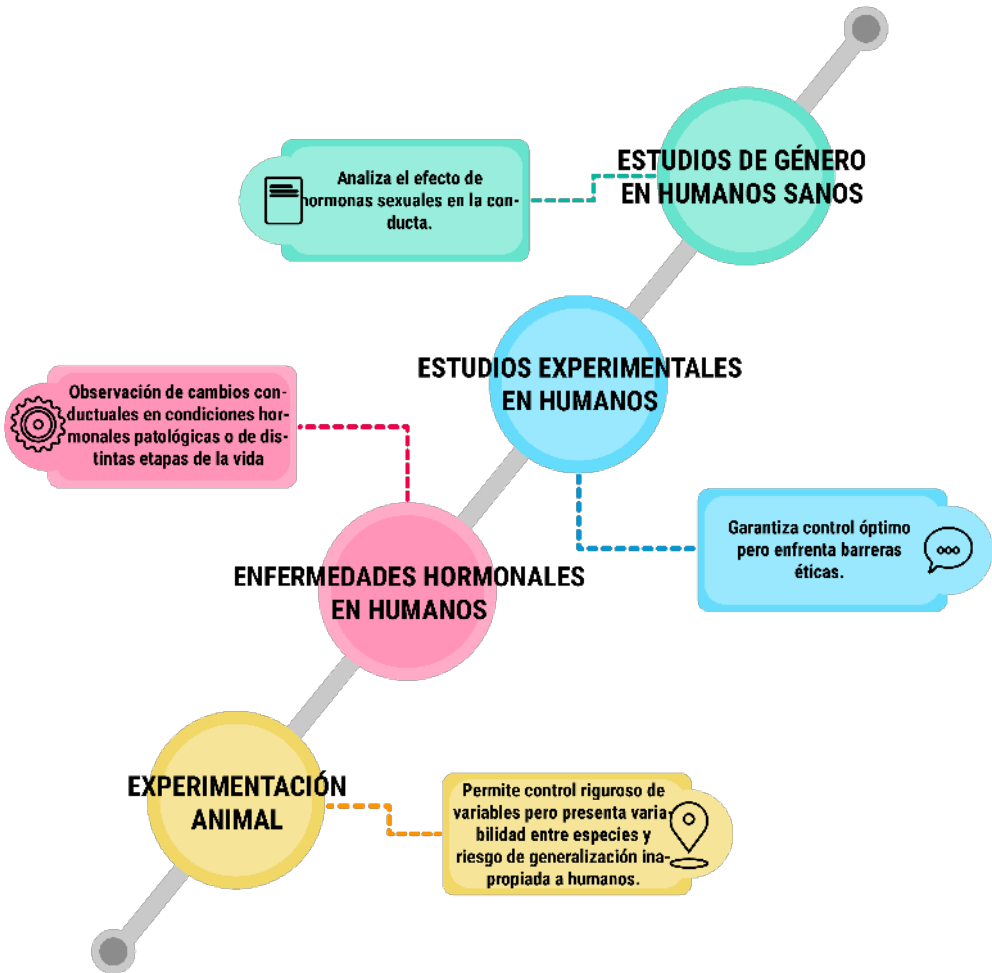 ESTUDIOS DE GÉNERO
EN HUMANOS SANOS
Analiza el efecto de
hormonas sexuales en la con-
ducta.
ESTUDIOS EXPERIMENTALES
EN HUMANOS
Garantiza control óptimo
pero enfrenta barreras
éticas.
Observación de cambios con-
ductuales en condiciones hor-
monales patológicas o de dis-
tintas etapas de la vida
ENFERMEDADES HORMONALES
EN HUMANOS
EXPERIMENTACIÓN
ANIMAL
Permite control riguroso de
variables pero presenta varia-
bilidad entre especies y
riesgo de generalización ina-
propiada a humanos.